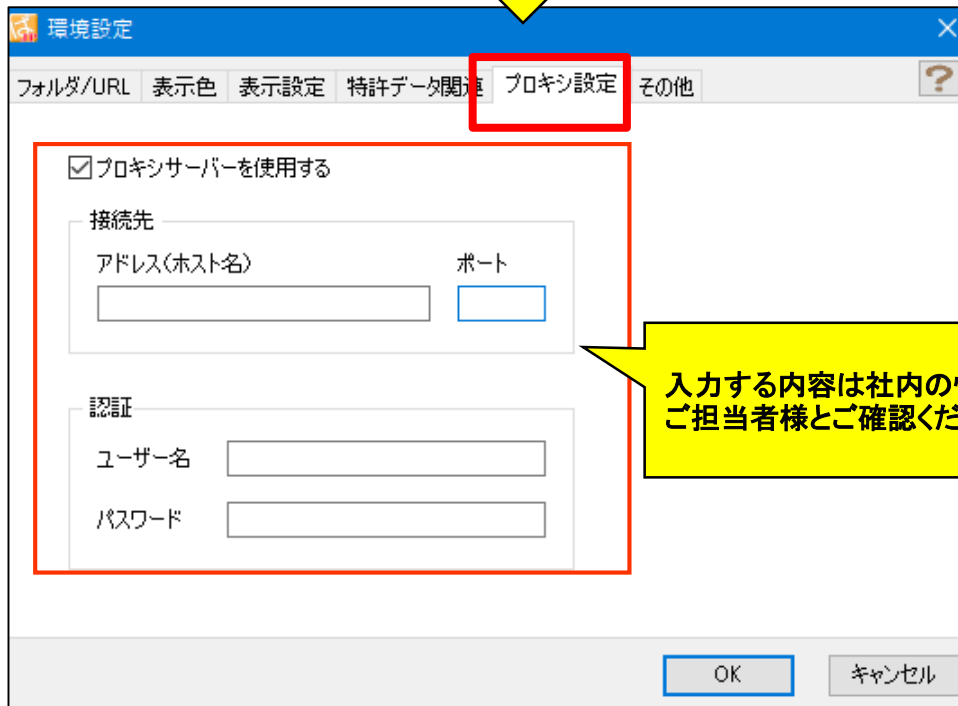 環境設定
フォルダ/URL 表示色 表示設定 特許データ関連 プロキシ設定 その他 ?
プロキシサーバーを使用する
接続先
アドレス(ホスト名) ポート
入力する内容は社内の
ご担当者様とご確認くだ
認証
ユーザー名
パスワード
OK キャンセル